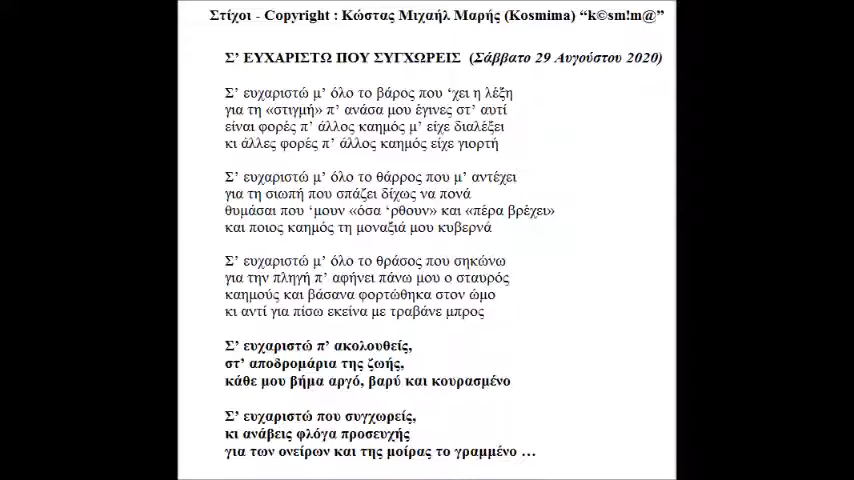 Στίχοι - Copyright : Κώστας Μιχαήλ Μαρής (Kosmima) “k©sm!m@”
Σ’ ΕΥΧΑΡΙΣΤΩ ΠΟΥ ΣΥΓΧΩΡΕΙΣ (Σάββατο 29 Αυγούστου 2020)
Σ’ ευχαριστώ μ’ όλο το βάρος που ‘χει η λέξη
για τη «στιγμή» π’ ανάσα μου έγινες στ’ αυτί
είναι φορές π’ άλλος καημός μ’ είχε διαλέξει
κι άλλες φορές π’ άλλος καημός είχε γιορτή
Σ’ ευχαριστώ μ’ όλο το θάρρος που μ’ αντέχει
για τη σιωπή που σπάζει δίχως να πονά
θυμάσαι που ‘μουν «όσα ‘ρθουν» και «πέρα βρέχει»
και ποιος καημός τη μοναξιά μου κυβερνά
Σ’ ευχαριστώ μ’ όλο το θράσος που σηκώνω
για την πληγή π’ αφήνει πάνω μου ο σταυρός
καημούς και βάσανα φορτώθηκα στον ώμο
κι αντί για πίσω εκείνα με τραβάνε μπρος
Σ’ ευχαριστώ π’ ακολουθείς,
στ’ αποδρομάρια της ζωής,
κάθε μου βήμα αργό, βαρύ και κουρασμένο
Σ’ ευχαριστώ που συγχωρείς,
κι ανάβεις φλόγα προσευχής
για των ονείρων και της μοίρας το γραμμένο …